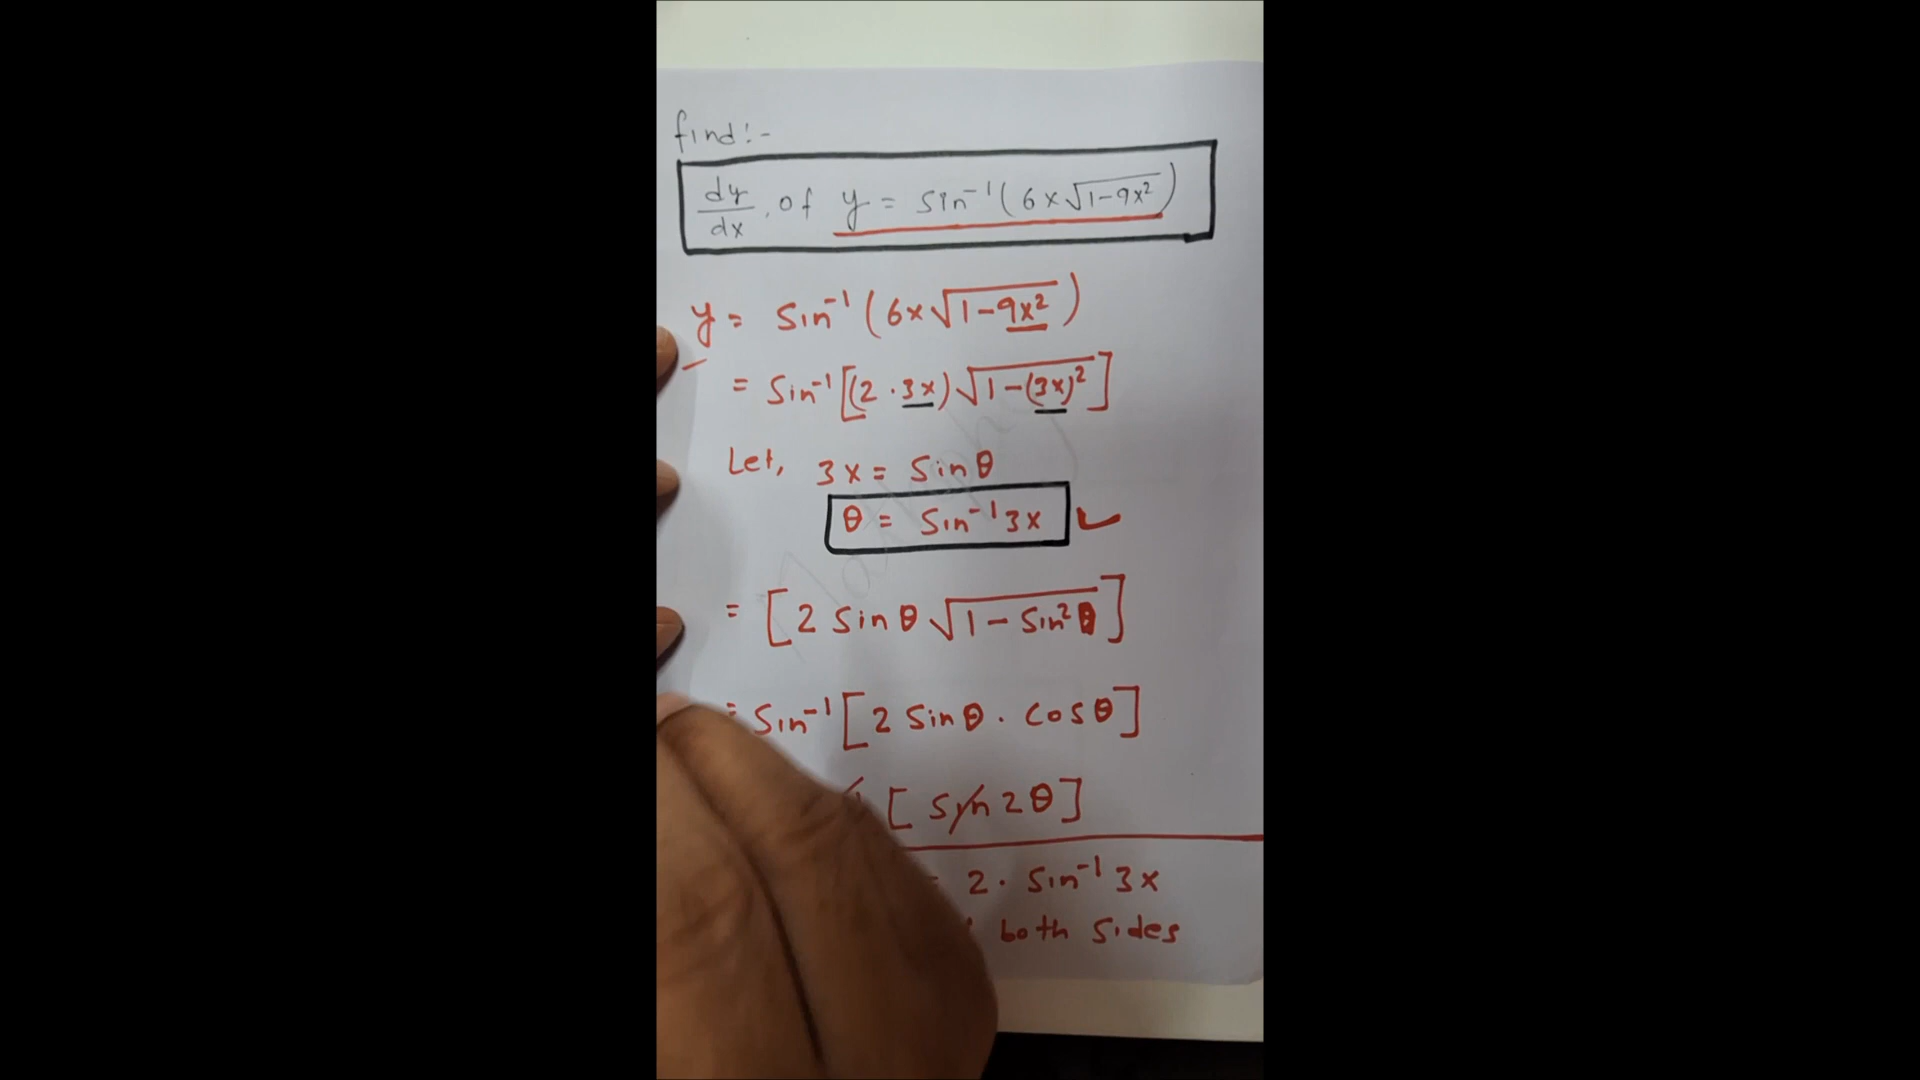 find:-
dy/dx, of y = Sin⁻¹(6x√1-9x²)
y = Sin⁻¹(6x√1-9x²)
= Sin⁻¹[(2·3x)√1-(3x)²]
Let, 3x = Sinθ
θ = Sin⁻¹3x ✓
= [2 Sinθ√1-Sin²θ]
= Sin⁻¹[2 Sinθ. Cosθ]
[Sin2θ]
= 2. Sin⁻¹3x
both Sides